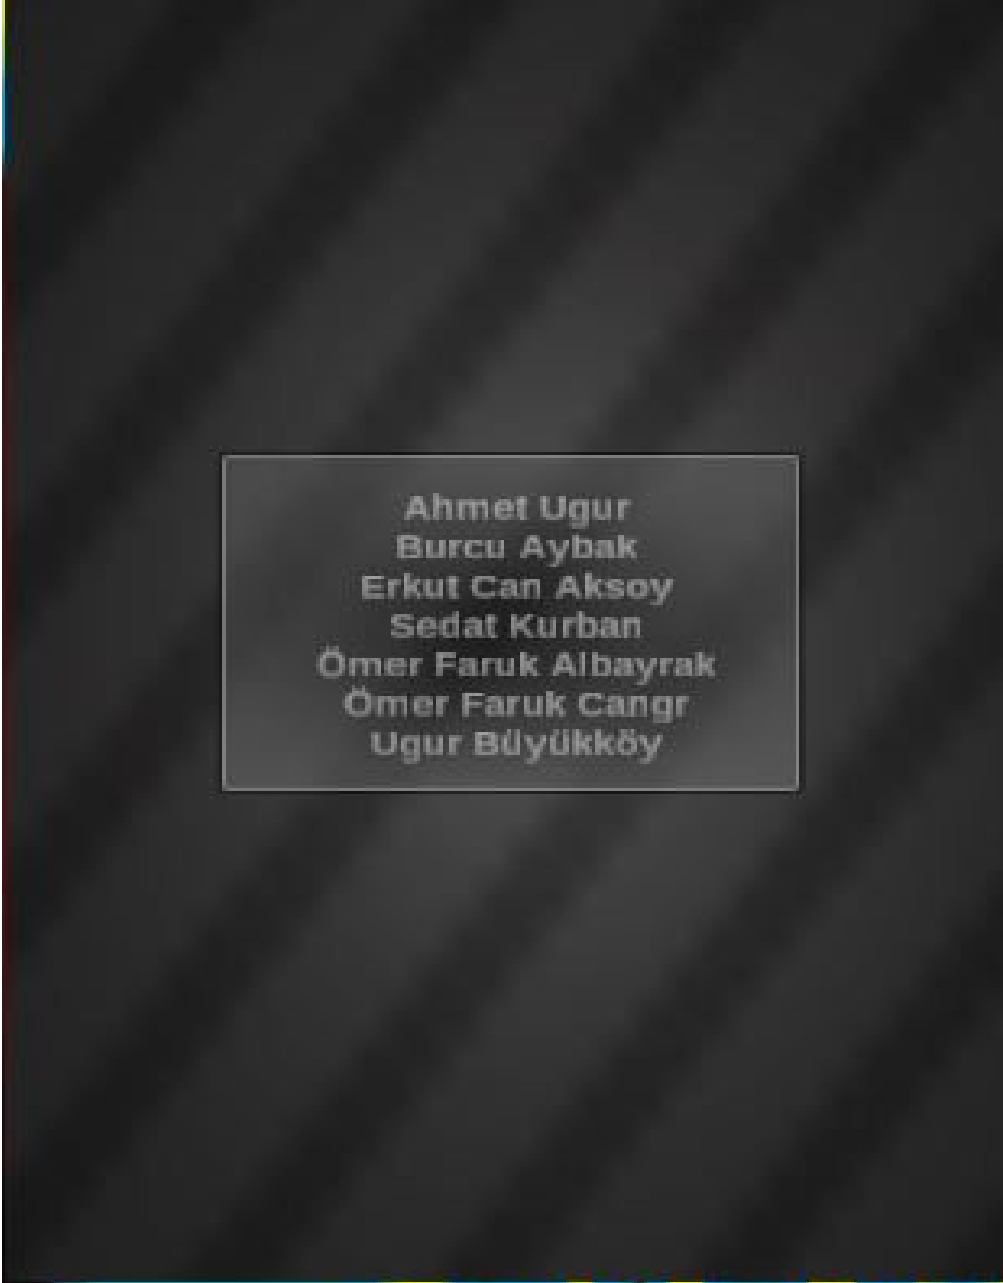 Ahmet Ugur
Burcu Aybak
Erkut Can Aksoy
Sedat Kurban
Ömer Faruk Albayrak
Ömer Faruk Cangr
Ugur Büyükköy